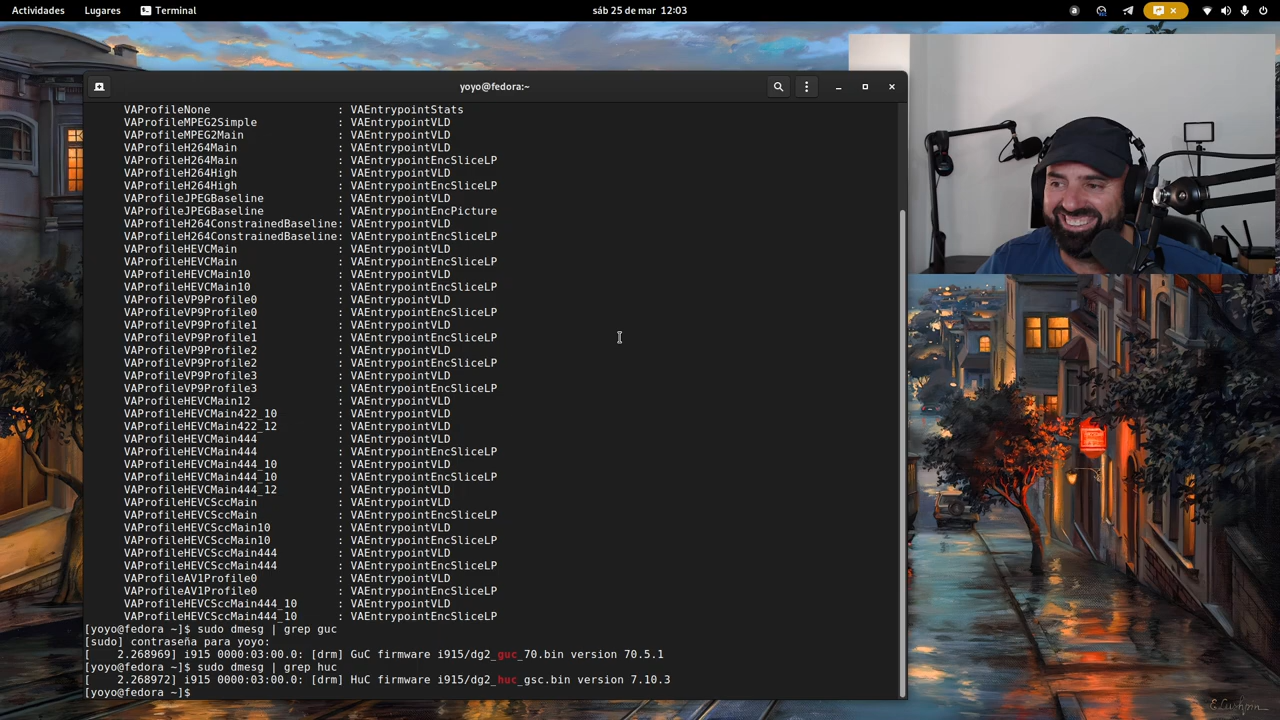 Actividades Lugares Terminal sáb 25 de mar 12:03
yoyo@fedora:~
VAProfileNone : VAEntrypointStats
VAProfileMPEG2Simple : VAEntrypointVLD
VAProfileMPEG2Main : VAEntrypointVLD
VAProfileH264Main : VAEntrypointVLD
VAProfileH264Main : VAEntrypointEncSliceLP
VAProfileH264High : VAEntrypointVLD
VAProfileH264High : VAEntrypointEncSliceLP
VAProfileJPEGBaseline : VAEntrypointVLD
VAProfileJPEGBaseline : VAEntrypointEncPicture
VAProfileH264ConstrainedBaseline: VAEntrypointVLD
VAProfileH264ConstrainedBaseline: VAEntrypointEncSliceLP
VAProfileHEVCMain : VAEntrypointVLD
VAProfileHEVCMain : VAEntrypointEncSliceLP
VAProfileHEVCMain10 : VAEntrypointVLD
VAProfileHEVCMain10 : VAEntrypointEncSliceLP
VAProfileVP9Profile0 : VAEntrypointVLD
VAProfileVP9Profile0 : VAEntrypointEncSliceLP
VAProfileVP9Profile1 : VAEntrypointVLD
VAProfileVP9Profile1 : VAEntrypointEncSliceLP
VAProfileVP9Profile2 : VAEntrypointVLD
VAProfileVP9Profile2 : VAEntrypointEncSliceLP
VAProfileVP9Profile3 : VAEntrypointVLD
VAProfileVP9Profile3 : VAEntrypointEncSliceLP
VAProfileHEVCMain12 : VAEntrypointVLD
VAProfileHEVCMain422_10 : VAEntrypointVLD
VAProfileHEVCMain422_12 : VAEntrypointVLD
VAProfileHEVCMain444 : VAEntrypointVLD
VAProfileHEVCMain444 : VAEntrypointEncSliceLP
VAProfileHEVCMain444_10 : VAEntrypointVLD
VAProfileHEVCMain444_10 : VAEntrypointEncSliceLP
VAProfileHEVCMain444_12 : VAEntrypointVLD
VAProfileHEVCSccMain : VAEntrypointVLD
VAProfileHEVCSccMain : VAEntrypointEncSliceLP
VAProfileHEVCSccMain10 : VAEntrypointVLD
VAProfileHEVCSccMain10 : VAEntrypointEncSliceLP
VAProfileHEVCSccMain444 : VAEntrypointVLD
VAProfileHEVCSccMain444 : VAEntrypointEncSliceLP
VAProfileAV1Profile0 : VAEntrypointVLD
VAProfileAV1Profile0 : VAEntrypointEncSliceLP
VAProfileHEVCSccMain444_10 : VAEntrypointVLD
VAProfileHEVCSccMain444_10 : VAEntrypointEncSliceLP
[yoyo@fedora ~]$ sudo dmesg | grep guc
[sudo] contraseña para yoyo:
[ 2.268969] i915 0000:03:00.0: [drm] GuC firmware i915/dg2_guc_70.bin version 70.5.1
[yoyo@fedora ~]$ sudo dmesg | grep huc
[ 2.268972] i915 0000:03:00.0: [drm] HuC firmware i915/dg2_huc_gsc.bin version 7.10.3
[yoyo@fedora ~]$